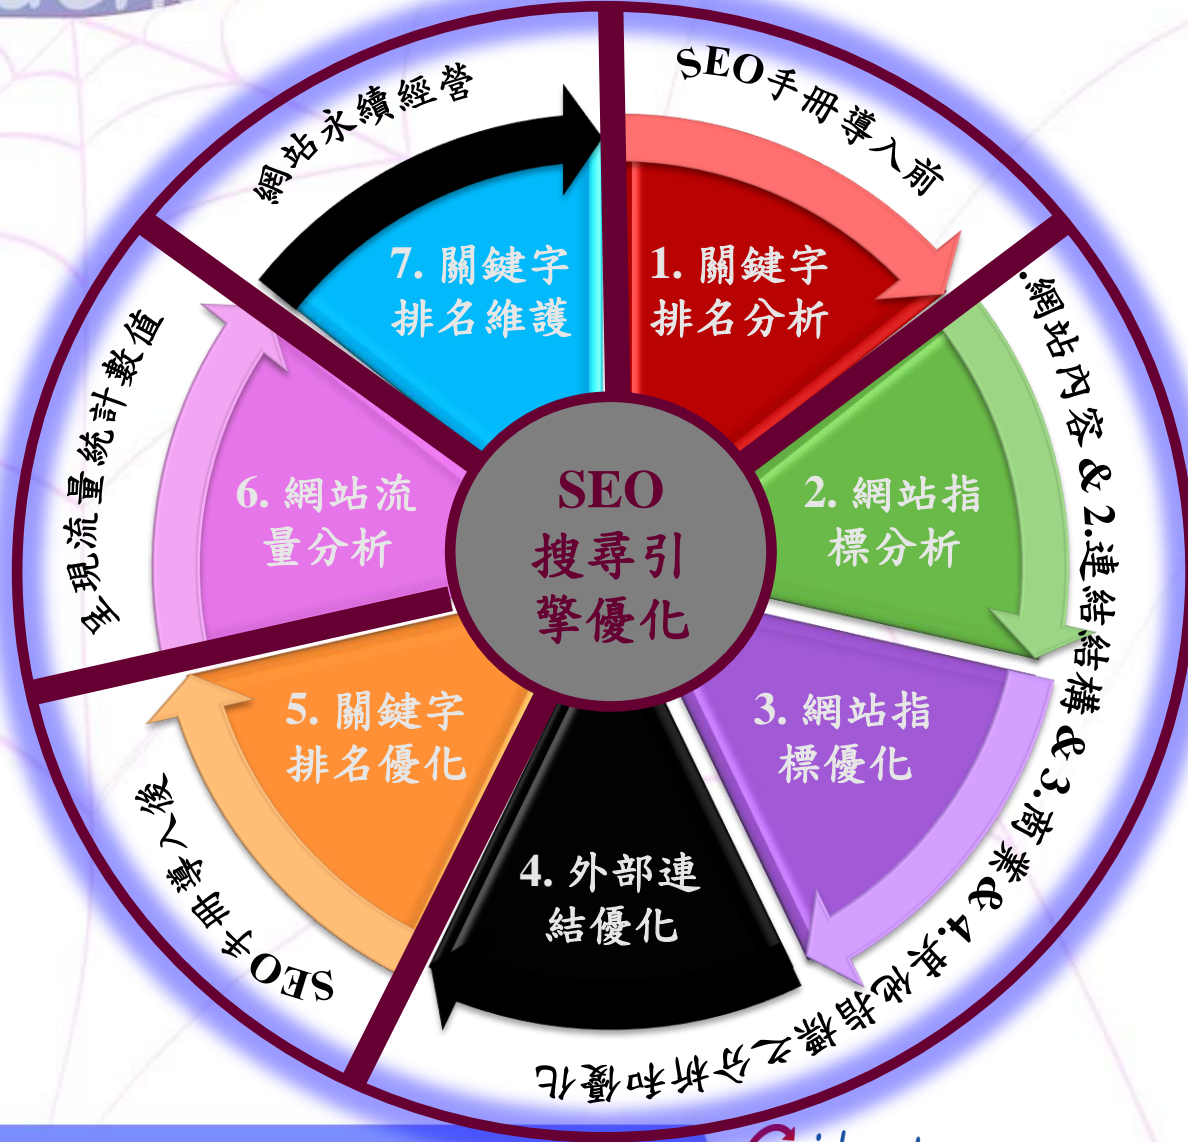 SEO
搜尋引
擎優化
SEO手冊導入前
1. 關鍵字
排名分析
.網站內容 & 2.連結結構 & 3.商業& 4.其他指標之分析和優化
2. 網站指
標分析
3. 網站指
標優化
4. 外部連
結優化
SEO手冊導入後
5. 關鍵字
排名優化
現流量統計數值
6. 網站流
量分析
網站永續經營
7. 關鍵字
排名維護